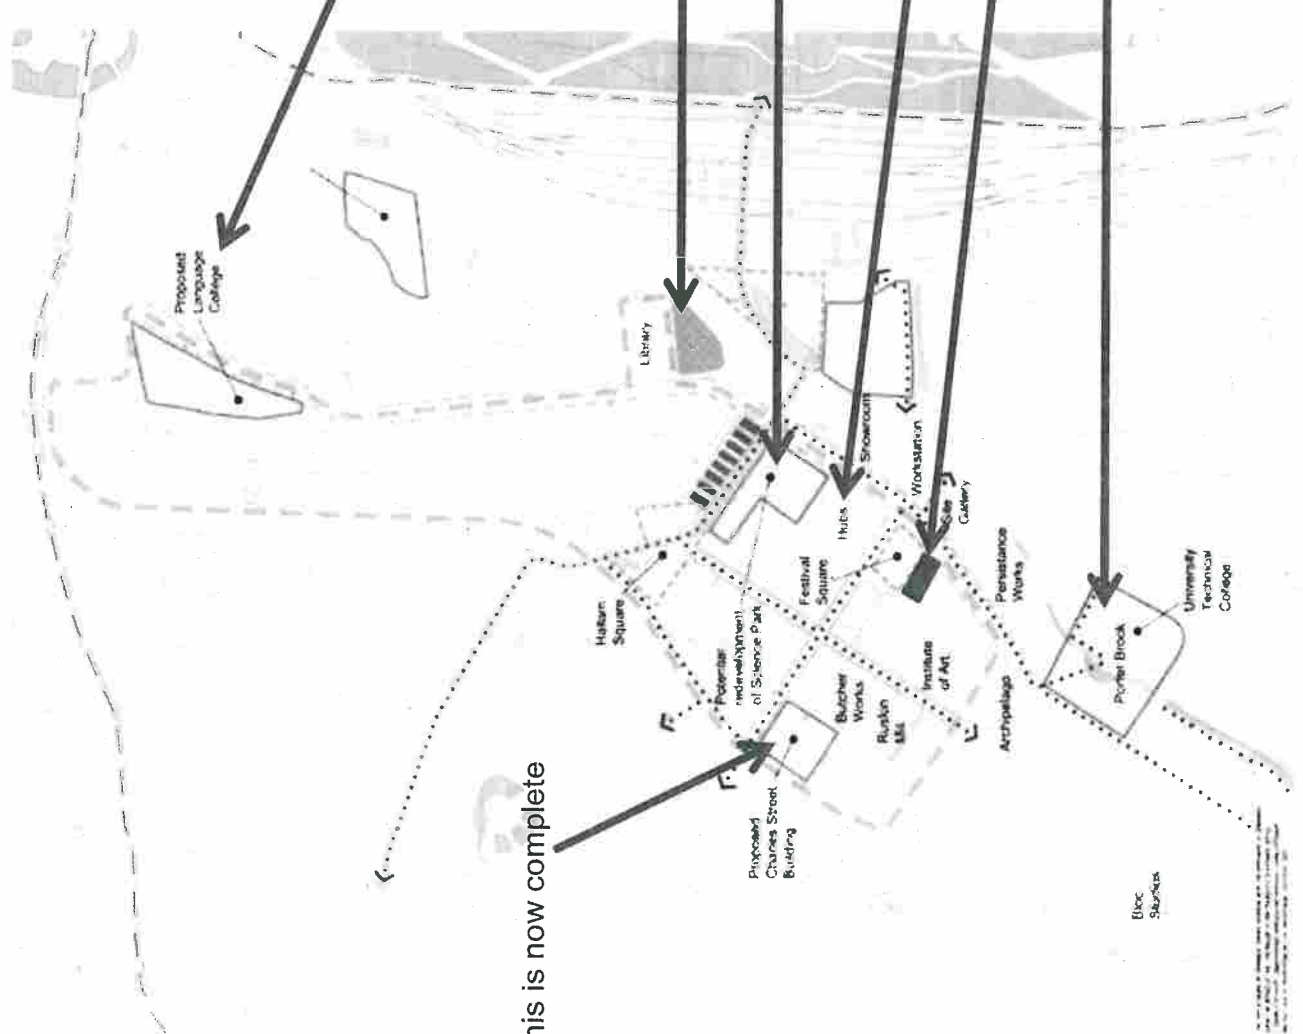 Proposed
Language
College
Library
Showroom
Workstation
Site
Gallery
Hubs
Festival
Square
Persistance
Works
University
Technical
College
Hallam
Square
Potential
redevelopment
of Science Park
Institute
of Art
Porter Brook
Butcher
Works
Ruskin
Mill
Archipelago
Proposed
Charles Street
Building
his is now complete
Bloc
Studios